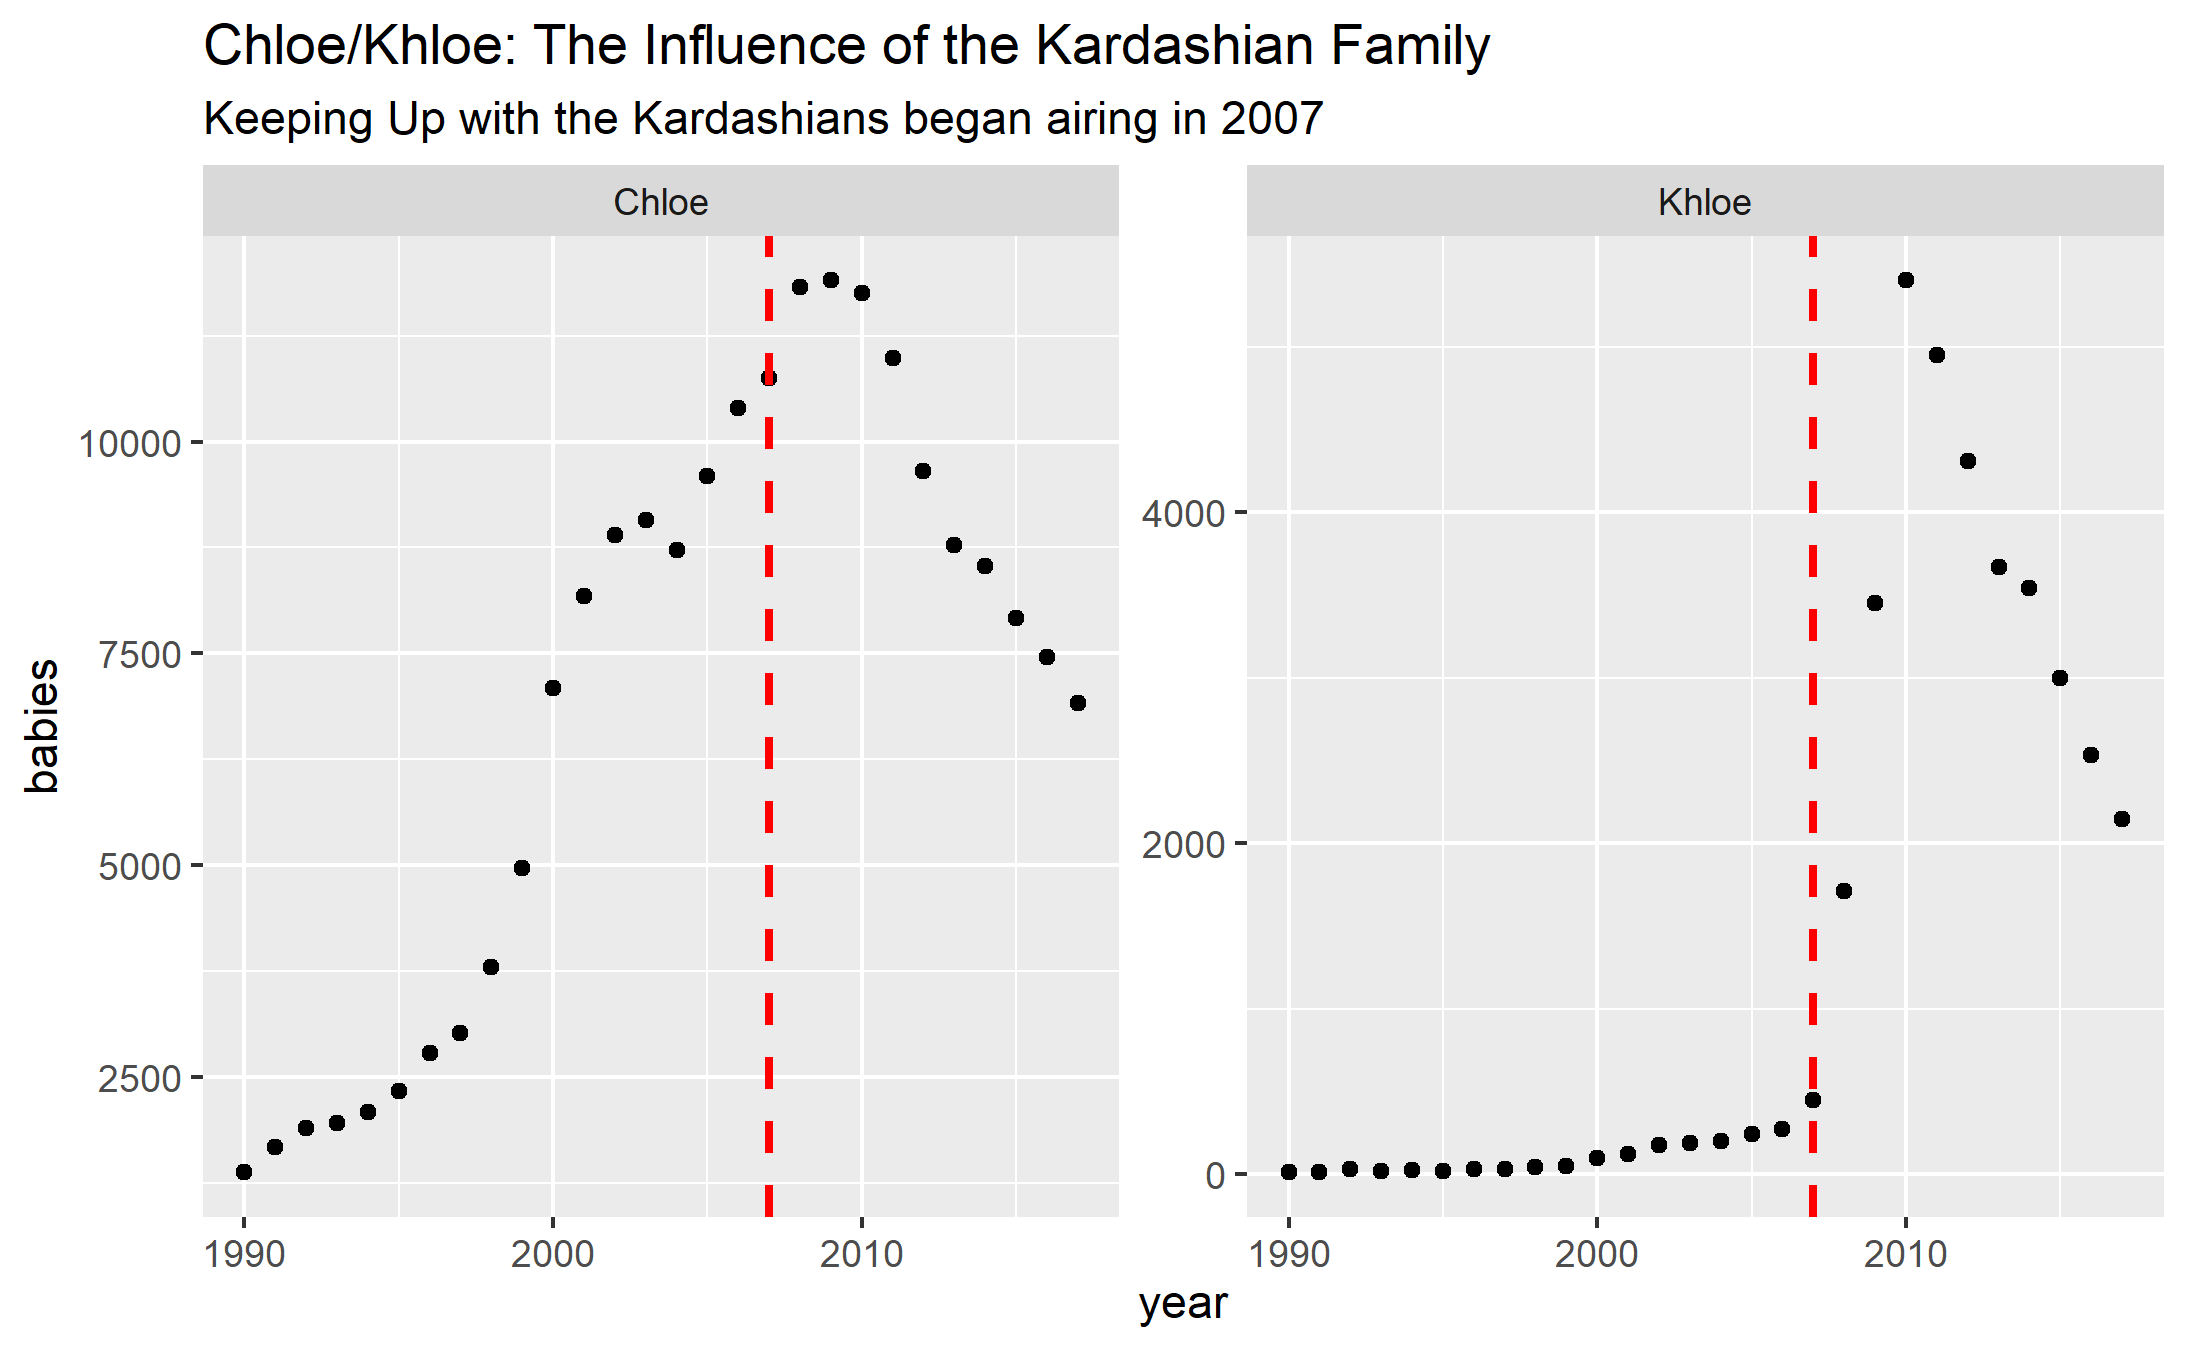 Chloe/Khloe: The Influence of the Kardashian Family
Keeping Up with the Kardashians began airing in 2007
Chloe
Khloe
babies
10000
7500
5000
2500
4000
2000
0
1990
2000
2010
1990
2000
2010
year